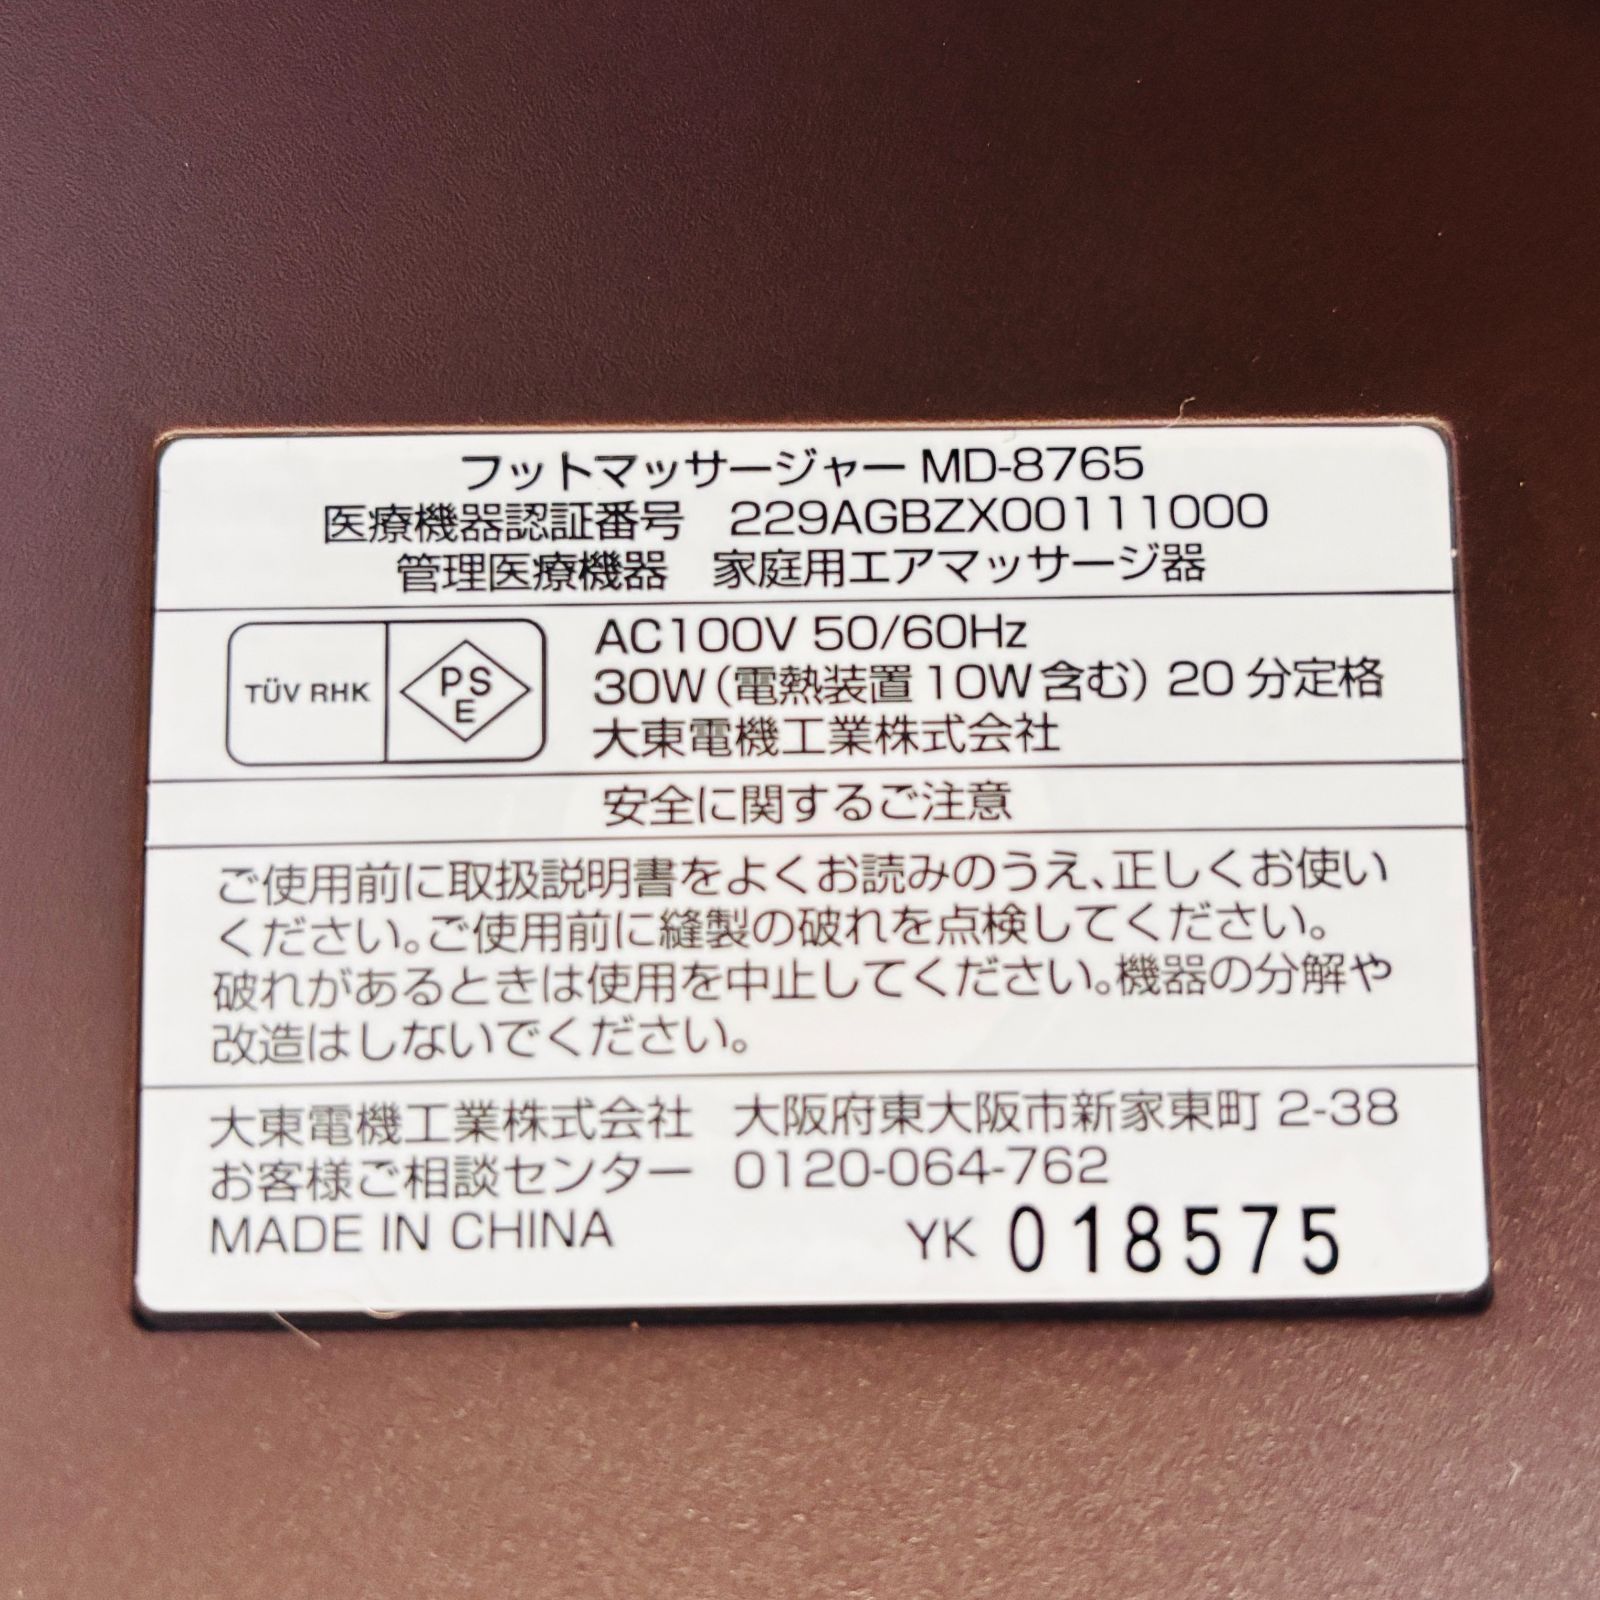 フットマッサージャー MD-8765
医療機器認証番号 229AGBZX00111000
管理医療機器 家庭用エアマッサージ器
TÜV RHK
PSE
AC100V 50/60Hz
30W(電熱装置10W含む) 20分定格
大東電機工業株式会社
安全に関するご注意
ご使用前に取扱説明書をよくお読みのうえ、正しくお使い
ください。ご使用前に縫製の破れを点検してください。
破れがあるときは使用を中止してください。機器の分解や
改造はしないでください。
大東電機工業株式会社 大阪府東大阪市新家東町 2-38
お客様ご相談センター 0120-064-762
MADE IN CHINA YK 018575